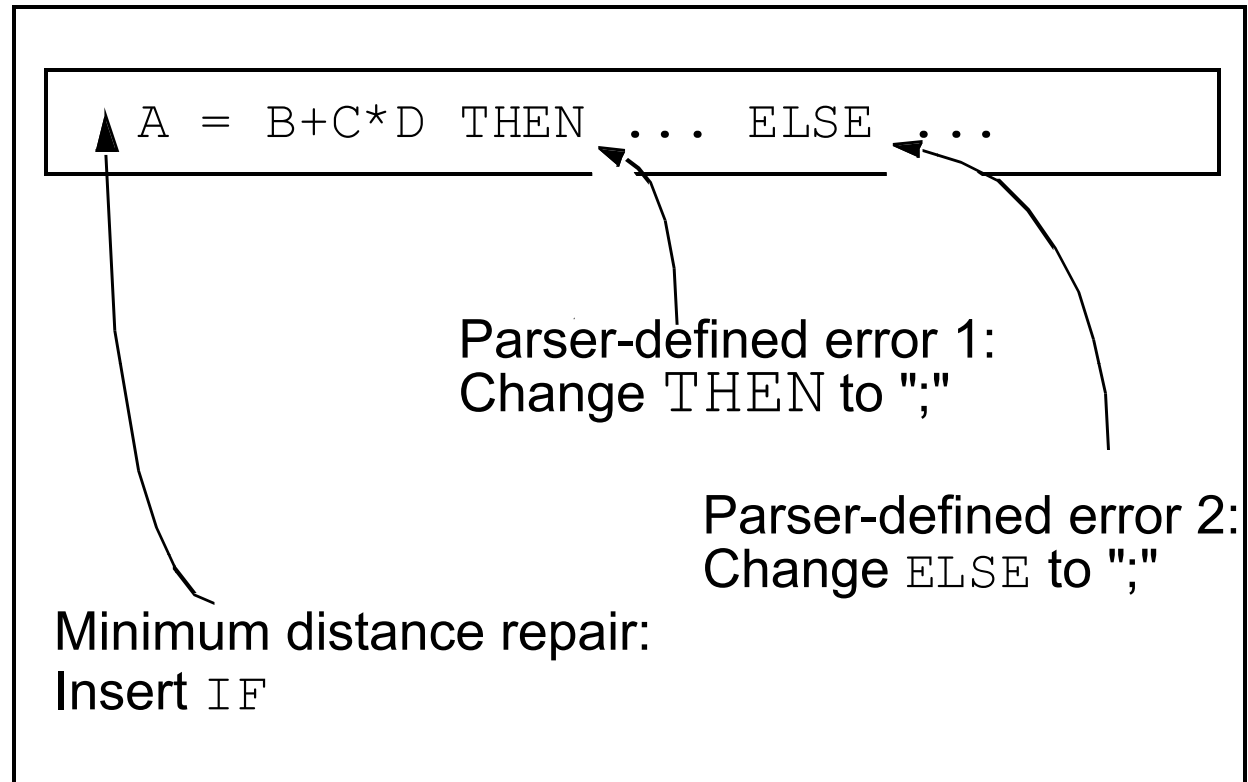 A = B+C*D THEN ... ELSE ...
Parser-defined error 1:
Change THEN to ";"
Parser-defined error 2:
Change ELSE to ";"
Minimum distance repair:
Insert IF